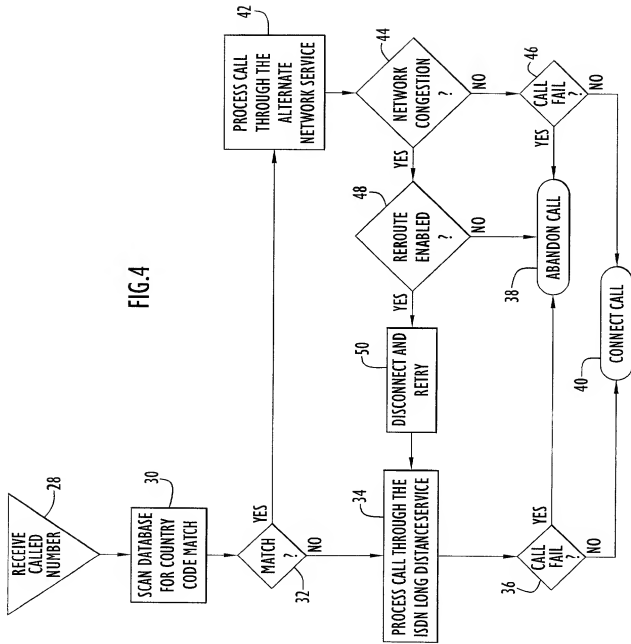 FIG.4
RECEIVE
CALLED
NUMBER
28
SCAN DATABASE
FOR COUNTRY
CODE MATCH
30
MATCH
?
32
YES
NO
PROCESS CALL
THROUGH THE
ALTERNATE
NETWORK SERVICE
42
NETWORK
CONGESTION
?
44
YES
NO
REROUTE
ENABLED
?
48
YES
NO
CALL
FAIL
?
46
YES
NO
DISCONNECT AND
RETRY
50
PROCESS CALL THROUGH THE
ISDN LONG DISTANCESERVICE
34
CALL
FAIL
?
36
YES
NO
ABANDON CALL
38
CONNECT CALL
40